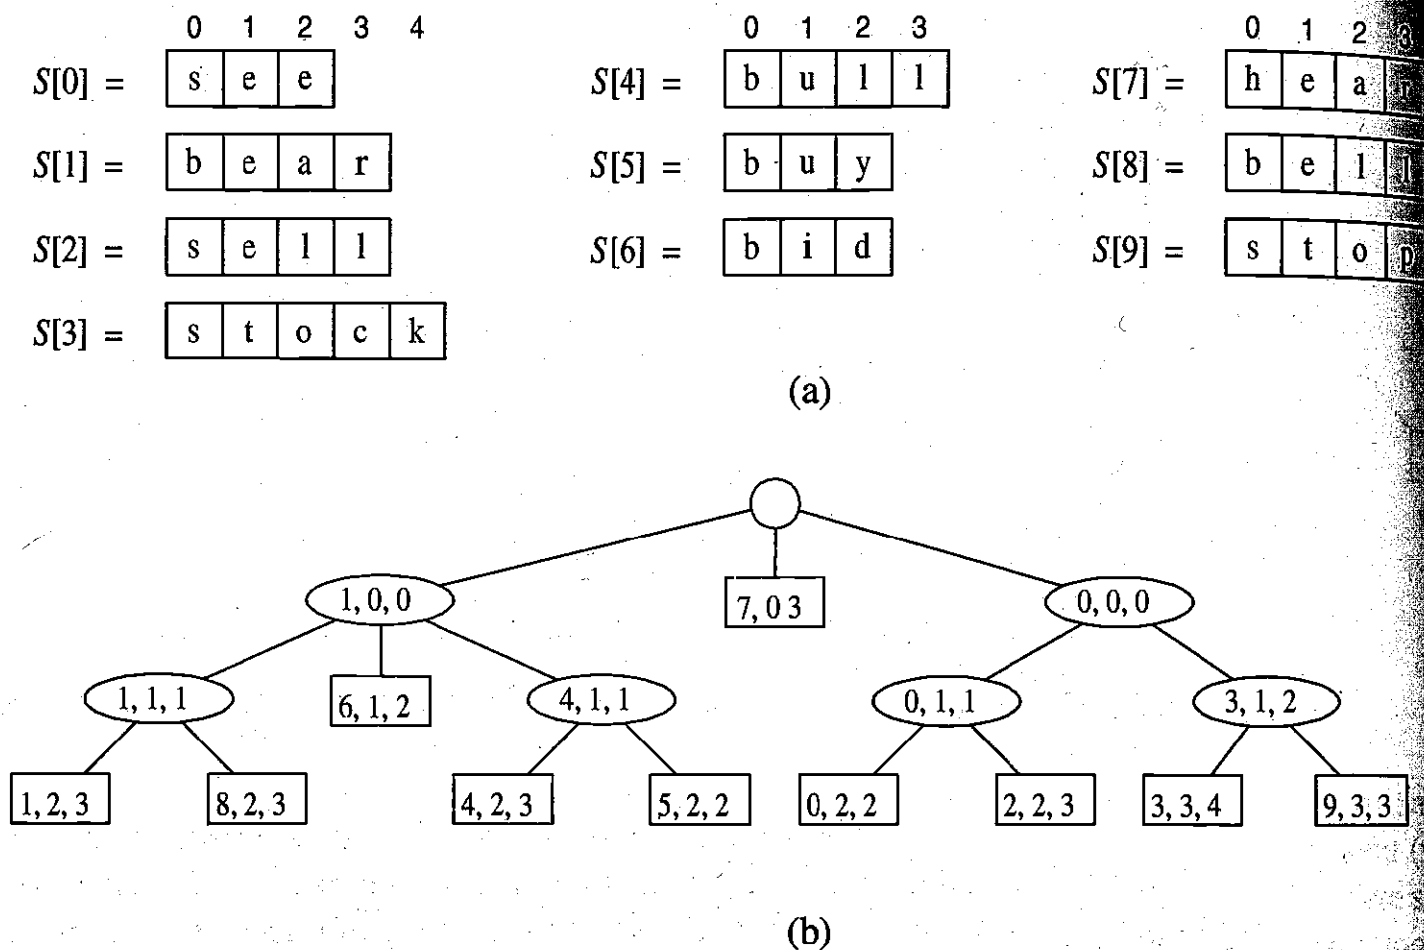 0 1 2 3 4 0 1 2 3 0 1 2 3
S[0] = s e e S[4] = b u l l S[7] = h e a r
S[1] = b e a r S[5] = b u y S[8] = b e l l
S[2] = s e l l S[6] = b i d S[9] = s t o p
S[3] = s t o c k
(a)
1, 0, 0 7, 0 3 0, 0, 0
1, 1, 1 6, 1, 2 4, 1, 1 0, 1, 1 3, 1, 2
1, 2, 3 8, 2, 3 4, 2, 3 5, 2, 2 0, 2, 2 2, 2, 3 3, 3, 4 9, 3, 3
(b)